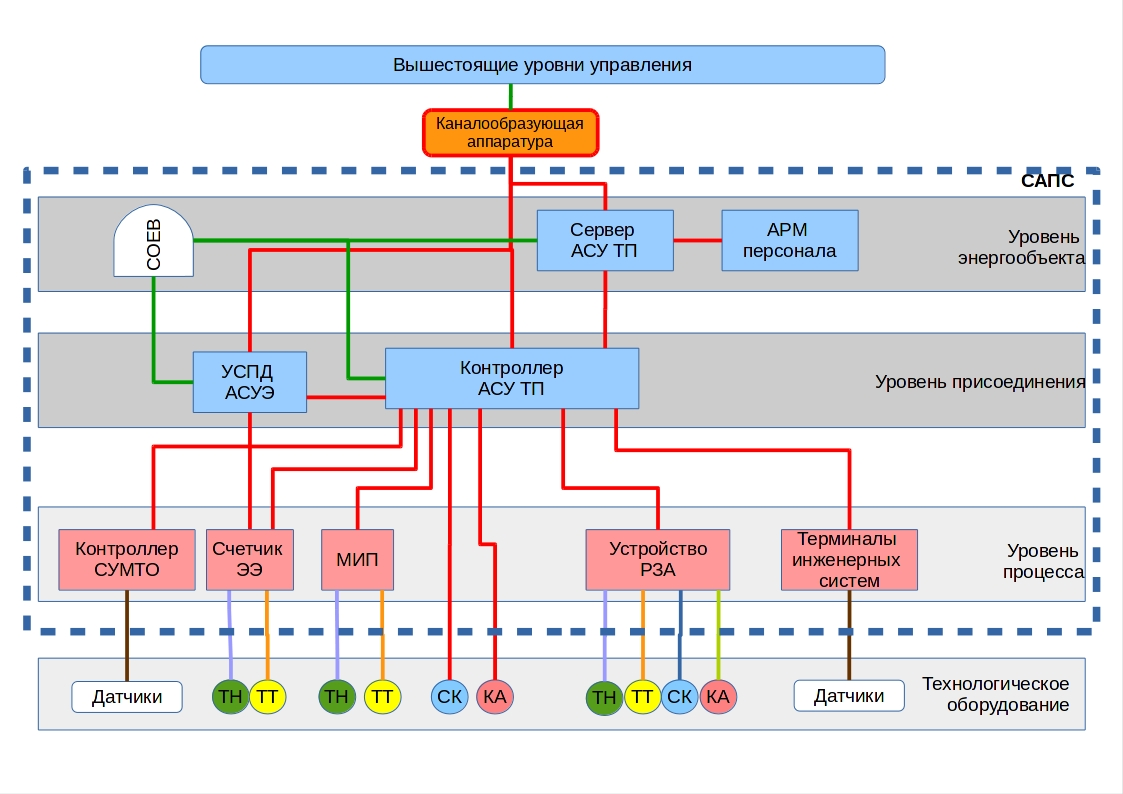 Вышестоящие уровни управления
Каналообразующая
аппаратура
САПС
СОЕВ
Сервер
АСУ ТП
АРМ
персонала
Уровень
энергообъекта
УСПД
АСУЭ
Контроллер
АСУ ТП
Уровень присоединения
Контроллер
СУМТО
Счетчик
ЭЭ
МИП
Устройство
РЗА
Терминалы
инженерных
систем
Уровень
процесса
Датчики
ТН
ТТ
ТН
ТТ
СК
КА
ТН
ТТ
СК
КА
Датчики
Технологическое
оборудование